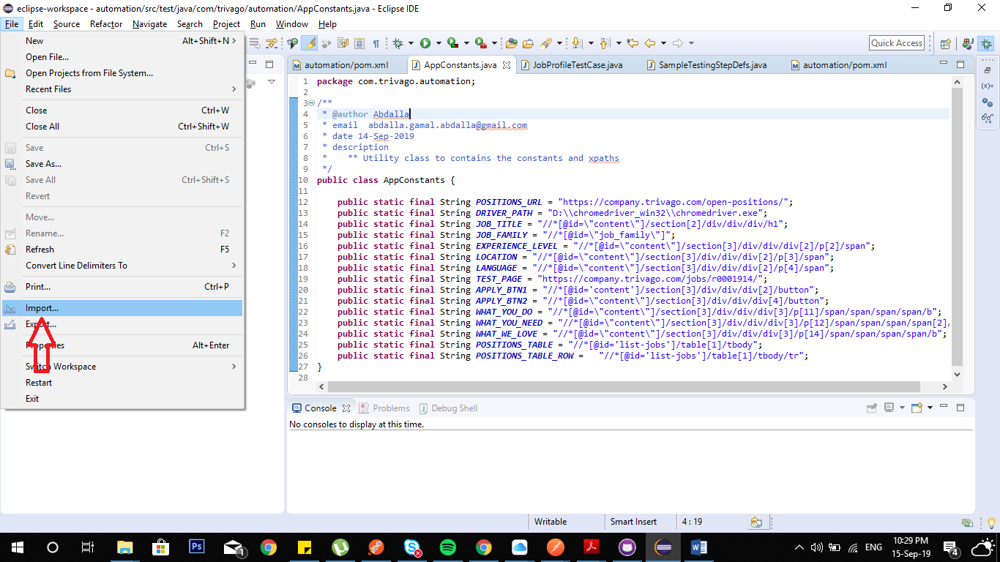 eclipse-workspace - automation/src/test/java/com/trivago/automation/AppConstants.java - Eclipse IDE
File Edit Source Refactor Navigate Search Project Run Window Help
New Alt+Shift+N
Open File...
Open Projects from File System...
Recent Files
Close Ctrl+W
Close All Ctrl+Shift+W
Save Ctrl+S
Save As...
Save All Ctrl+Shift+S
Revert
Move...
Rename... F2
Refresh F5
Convert Line Delimiters To
Print... Ctrl+P
Import...
Export...
Properties Alt+Enter
Switch Workspace
Restart
Exit
Quick Access
automation/pom.xml AppConstants.java JobProfileTestCase.java SampleTestingStepDefs.java automation/pom.xml
1 package com.trivago.automation;
2
3 /**
4 * @author Abdalla
5 * email  abdalla.gamal.abdalla@gmail.com
6 * date 14-Sep-2019
7 * description
8 *    ** Utility class to contains the constants and xpaths
9 */
10 public class AppConstants {
11
12 public static final String POSITIONS_URL = "https://company.trivago.com/open-positions/";
13 public static final String DRIVER_PATH = "D:\\chromedriver_win32\\chromedriver.exe";
14 public static final String JOB_TITLE = "//*[@id=\"content\"]/section[2]/div/div/div/h1";
15 public static final String JOB_FAMILY = "//*[@id=\"job_family\"]";
16 public static final String EXPERIENCE_LEVEL = "//*[@id=\"content\"]/section[3]/div/div/div[2]/p[2]/span";
17 public static final String LOCATION = "//*[@id=\"content\"]/section[3]/div/div/div[2]/p[3]/span";
18 public static final String LANGUAGE = "//*[@id=\"content\"]/section[3]/div/div/div[2]/p[4]/span";
19 public static final String TEST_PAGE = "https://company.trivago.com/jobs/r0001914/";
20 public static final String APPLY_BTN1 = "//*[@id='content']/section[3]/div/div/div[2]/button";
21 public static final String APPLY_BTN2 = "//*[@id=\"content\"]/section[3]/div/div/div[4]/button";
22 public static final String WHAT_YOU_DO = "//*[@id=\"content\"]/section[3]/div/div/div[3]/p[11]/span/span/span/span/b";
23 public static final String WHAT_YOU_NEED = "//*[@id=\"content\"]/section[3]/div/div/div[3]/p[12]/span/span/span/span[2]/
24 public static final String WHAT_WE_LOVE = "//*[@id=\"content\"]/section[3]/div/div/div[3]/p[14]/span/span/span/span/b";
25 public static final String POSITIONS_TABLE = "//*[@id='list-jobs']/table[1]/tbody";
26 public static final String POSITIONS_TABLE_ROW =   "//*[@id='list-jobs']/table[1]/tbody/tr";
27 }
28
Console Problems Debug Shell
No consoles to display at this time.
Writable Smart Insert 4 : 19
ENG 10:29 PM
15-Sep-19